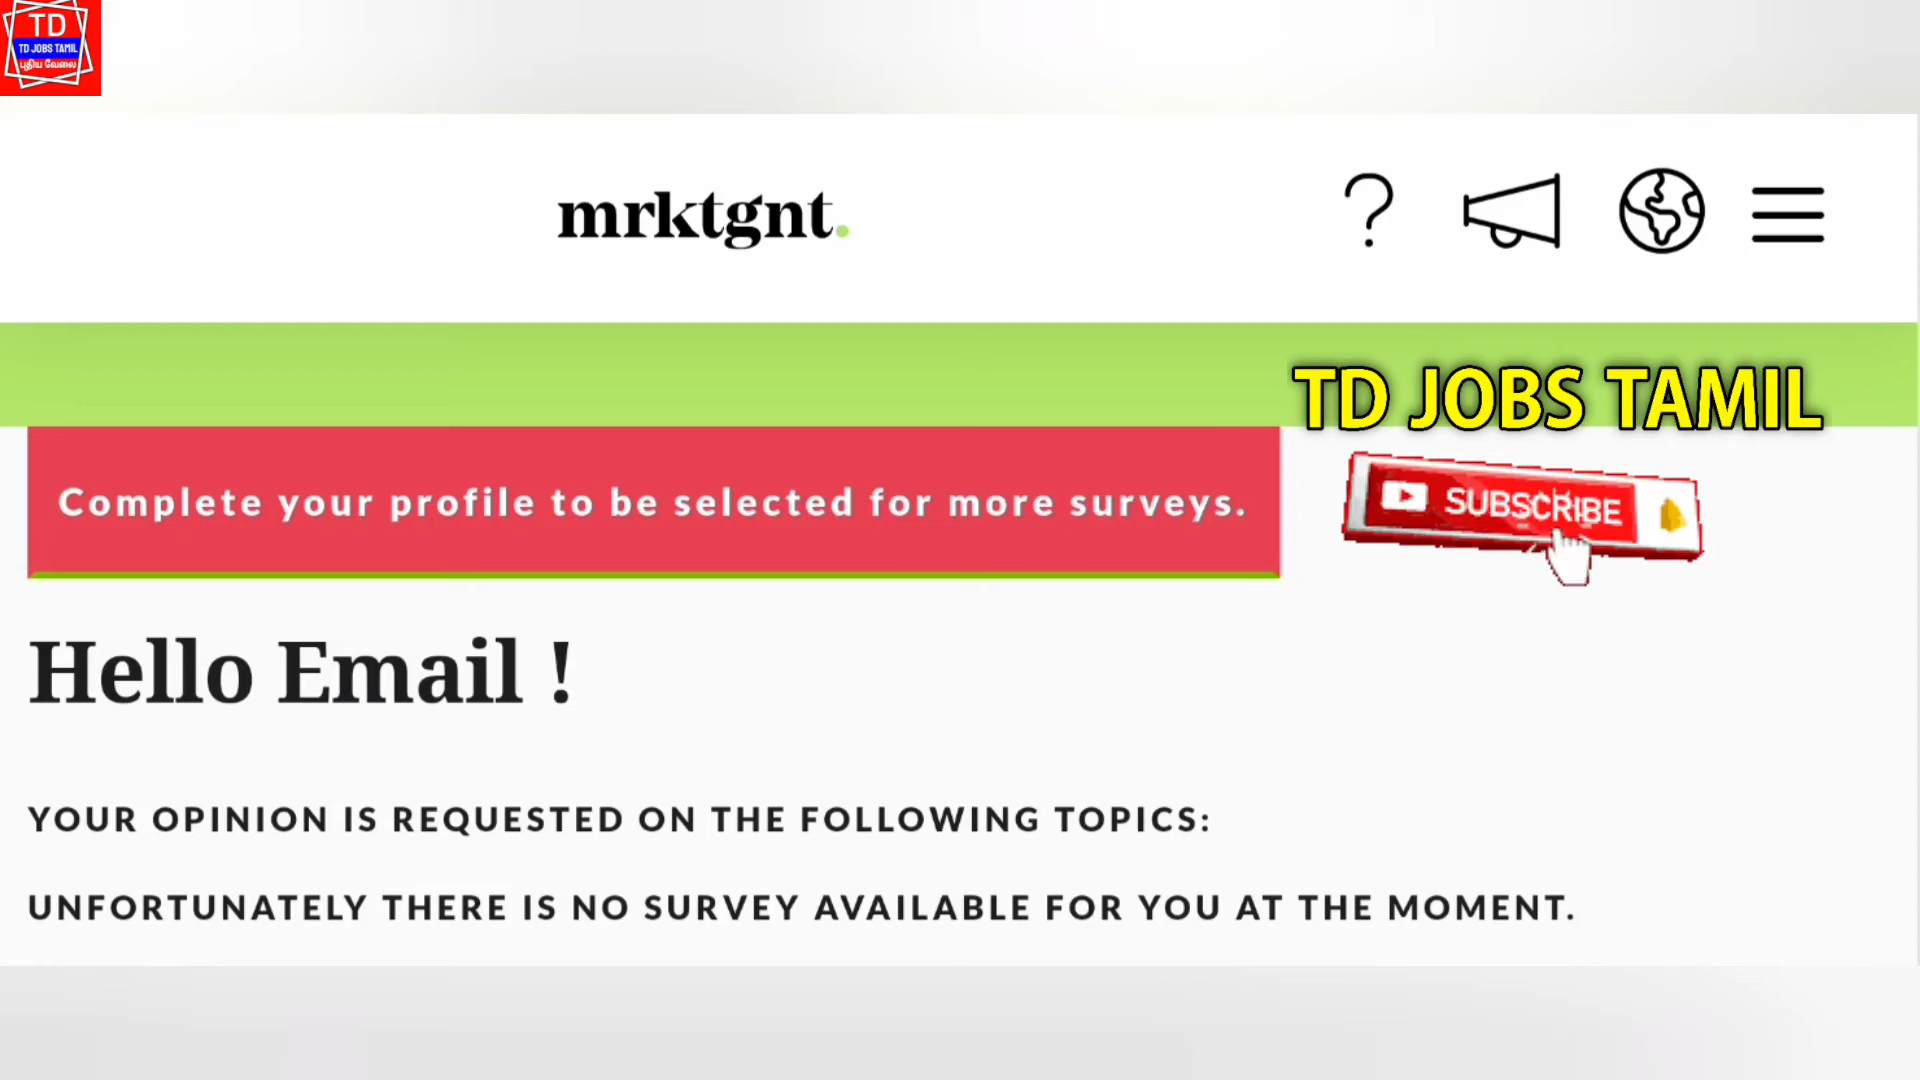 TD
TD JOBS TAMIL
புதிய வேலை
mrktgnt.
TD JOBS TAMIL
Complete your profile to be selected for more surveys.
SUBSCRIBE
Hello Email !
YOUR OPINION IS REQUESTED ON THE FOLLOWING TOPICS:
UNFORTUNATELY THERE IS NO SURVEY AVAILABLE FOR YOU AT THE MOMENT.